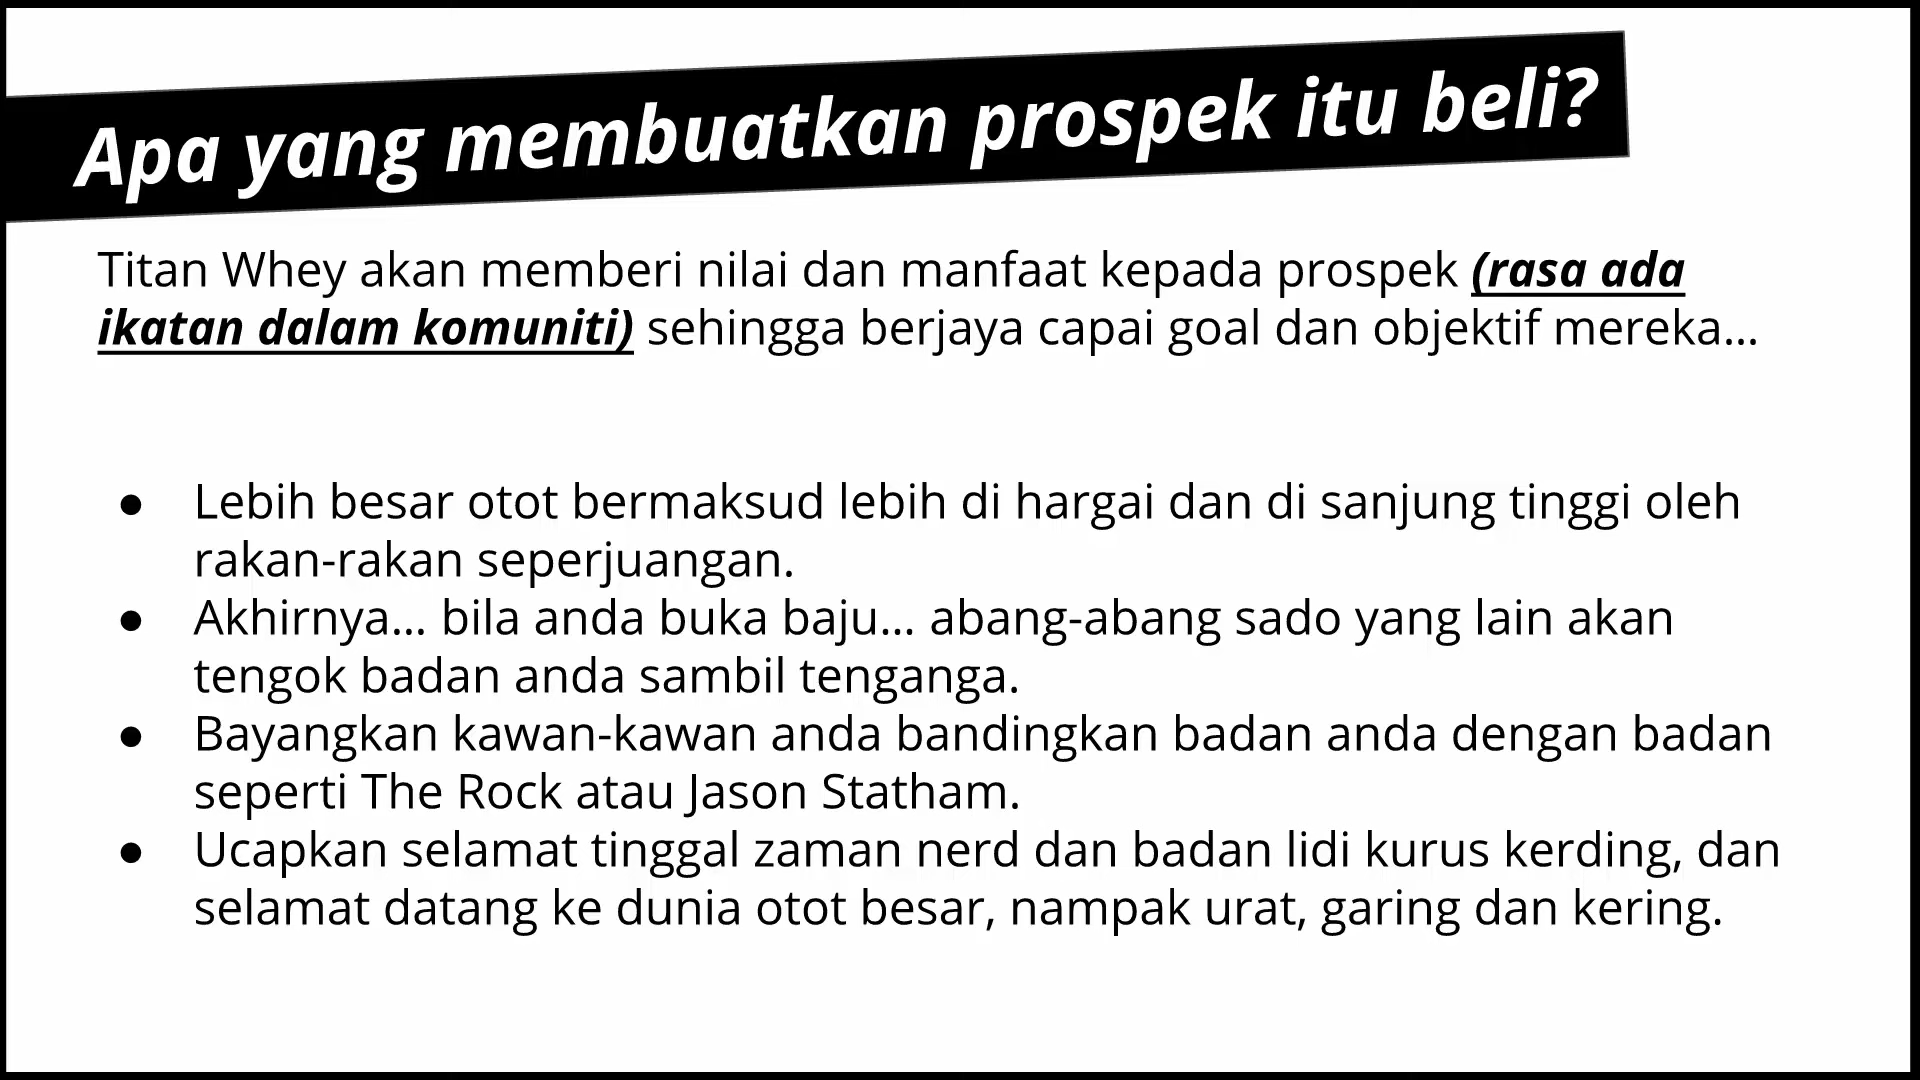 Apa yang membuatkan prospek itu beli?
Titan Whey akan memberi nilai dan manfaat kepada prospek (rasa ada
ikatan dalam komuniti) sehingga berjaya capai goal dan objektif mereka...
● Lebih besar otot bermaksud lebih di hargai dan di sanjung tinggi oleh
rakan-rakan seperjuangan.
● Akhirnya... bila anda buka baju... abang-abang sado yang lain akan
tengok badan anda sambil tenganga.
● Bayangkan kawan-kawan anda bandingkan badan anda dengan badan
seperti The Rock atau Jason Statham.
● Ucapkan selamat tinggal zaman nerd dan badan lidi kurus kerding, dan
selamat datang ke dunia otot besar, nampak urat, garing dan kering.